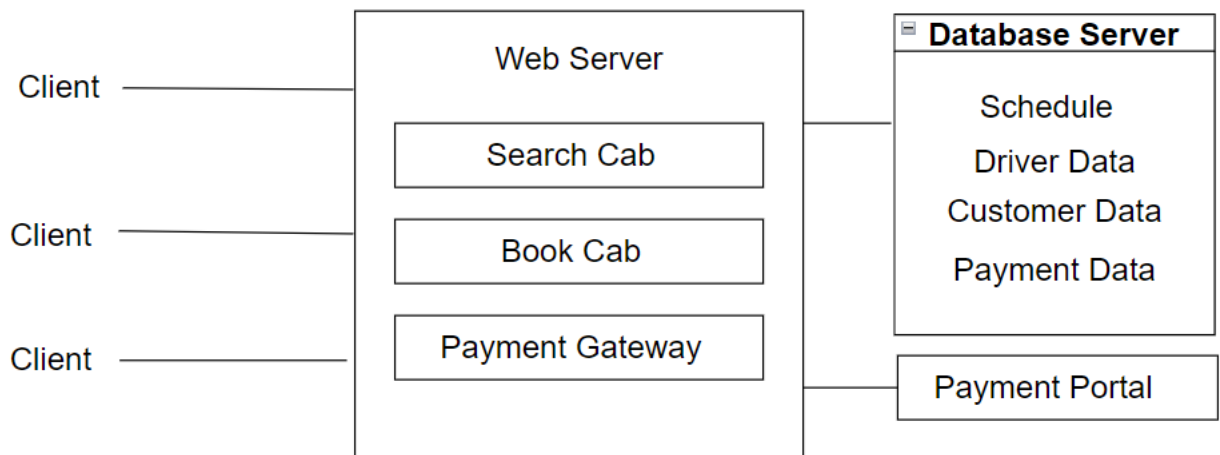 Client
Client
Client
Web Server
Search Cab
Book Cab
Payment Gateway
Database Server
Schedule
Driver Data
Customer Data
Payment Data
Payment Portal